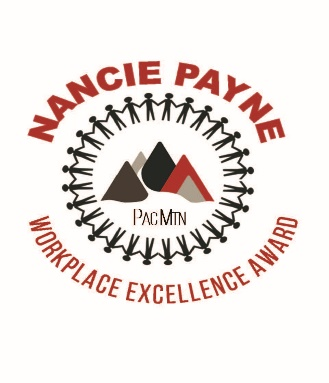 NANCIE PAYNE
PACMTN
WORKPLACE EXCELLENCE AWARD